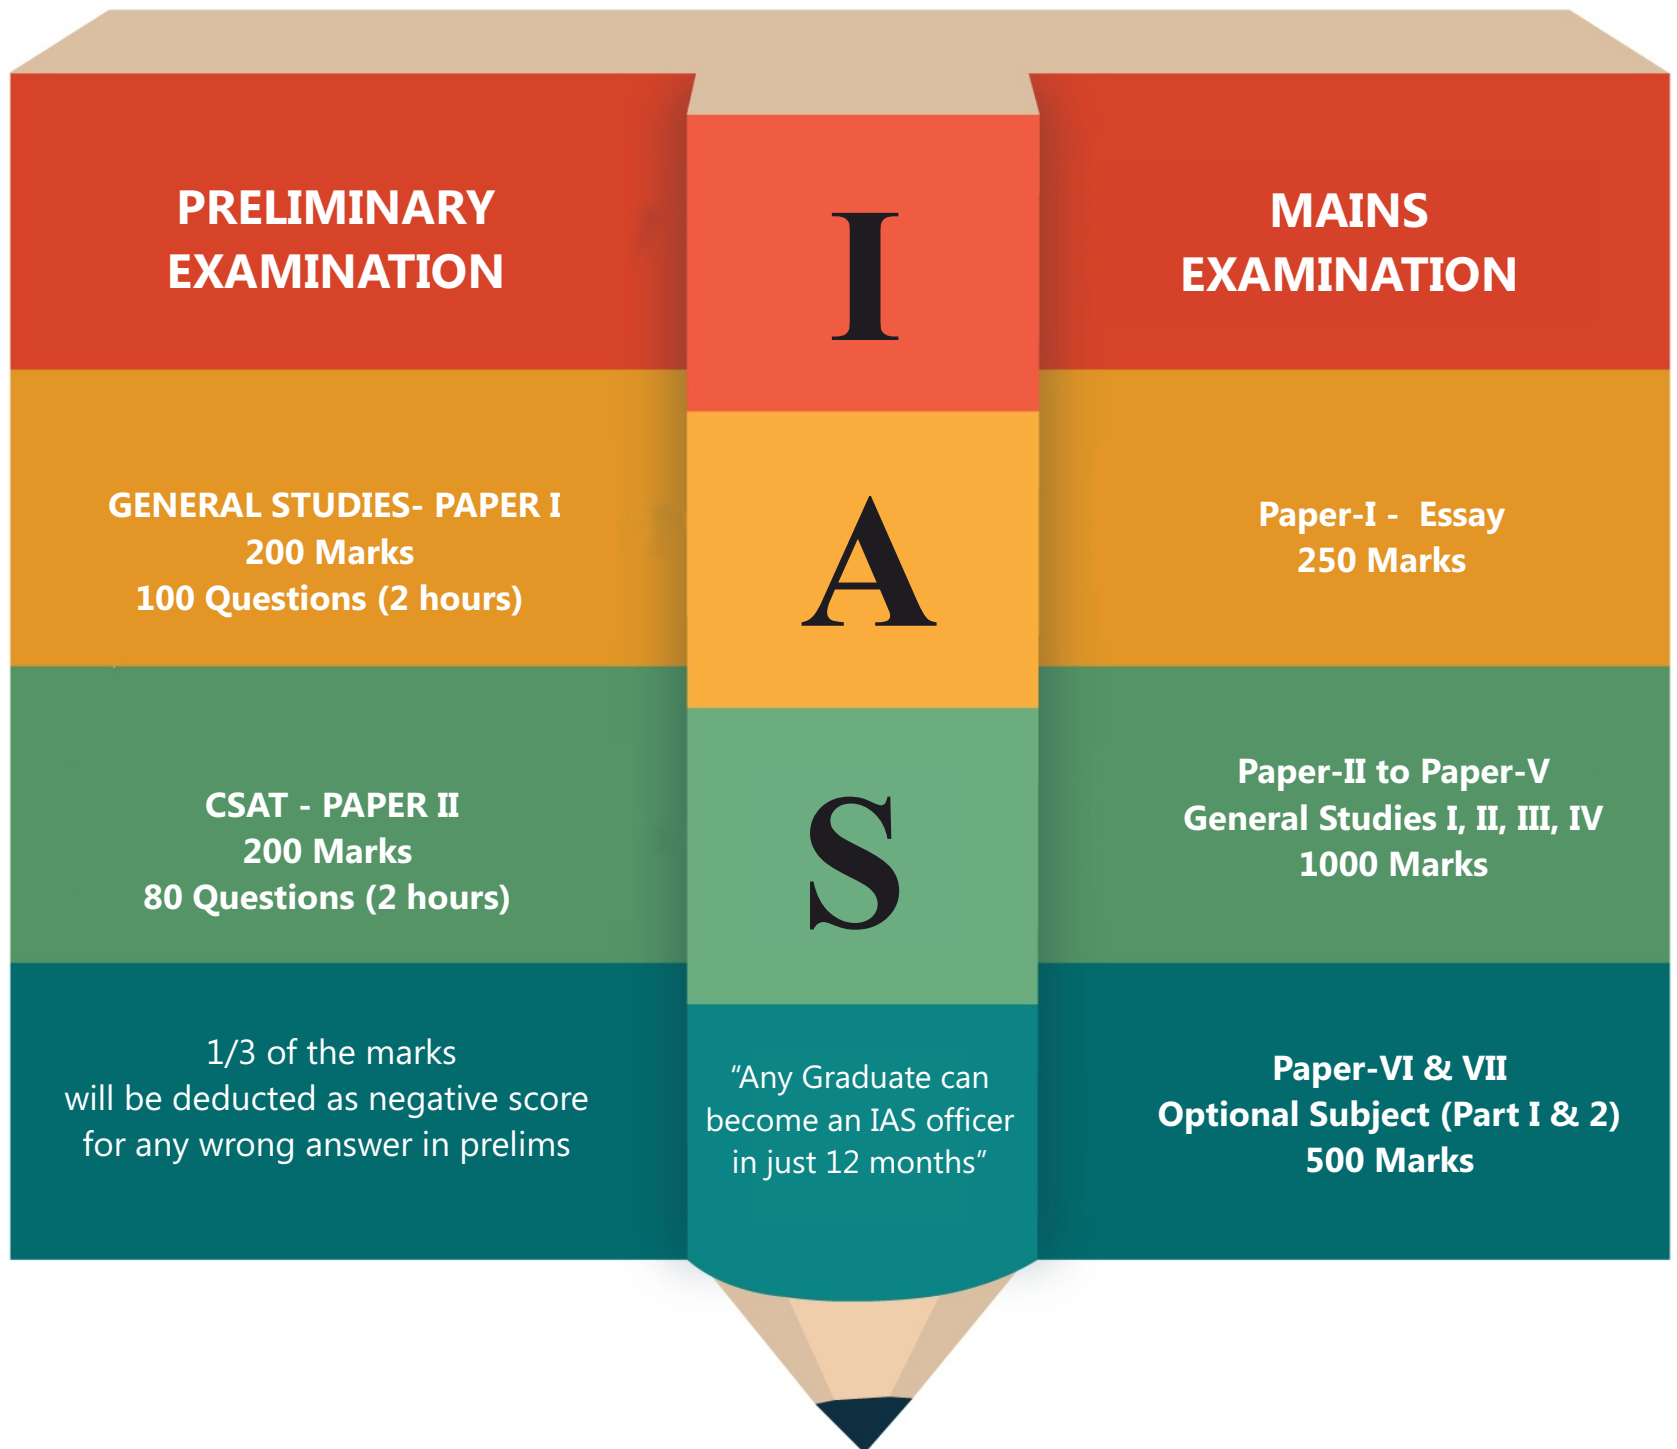 PRELIMINARY
EXAMINATION
GENERAL STUDIES- PAPER I
200 Marks
100 Questions (2 hours)
CSAT - PAPER II
200 Marks
80 Questions (2 hours)
1/3 of the marks
will be deducted as negative score
for any wrong answer in prelims
I
A
S
“Any Graduate can
become an IAS officer
in just 12 months”
MAINS
EXAMINATION
Paper-I - Essay
250 Marks
Paper-II to Paper-V
General Studies I, II, III, IV
1000 Marks
Paper-VI & VII
Optional Subject (Part I & 2)
500 Marks